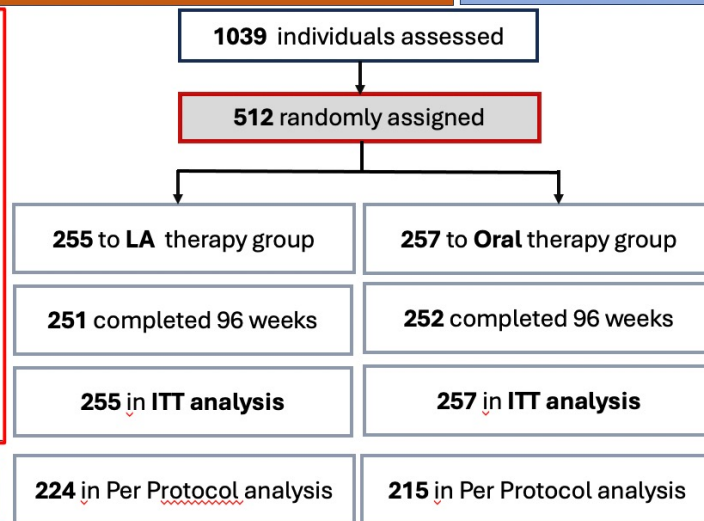 1039 individuals assessed
512 randomly assigned
255 to LA therapy group
257 to Oral therapy group
251 completed 96 weeks
252 completed 96 weeks
255 in ITT analysis
257 in ITT analysis
224 in Per Protocol analysis
215 in Per Protocol analysis